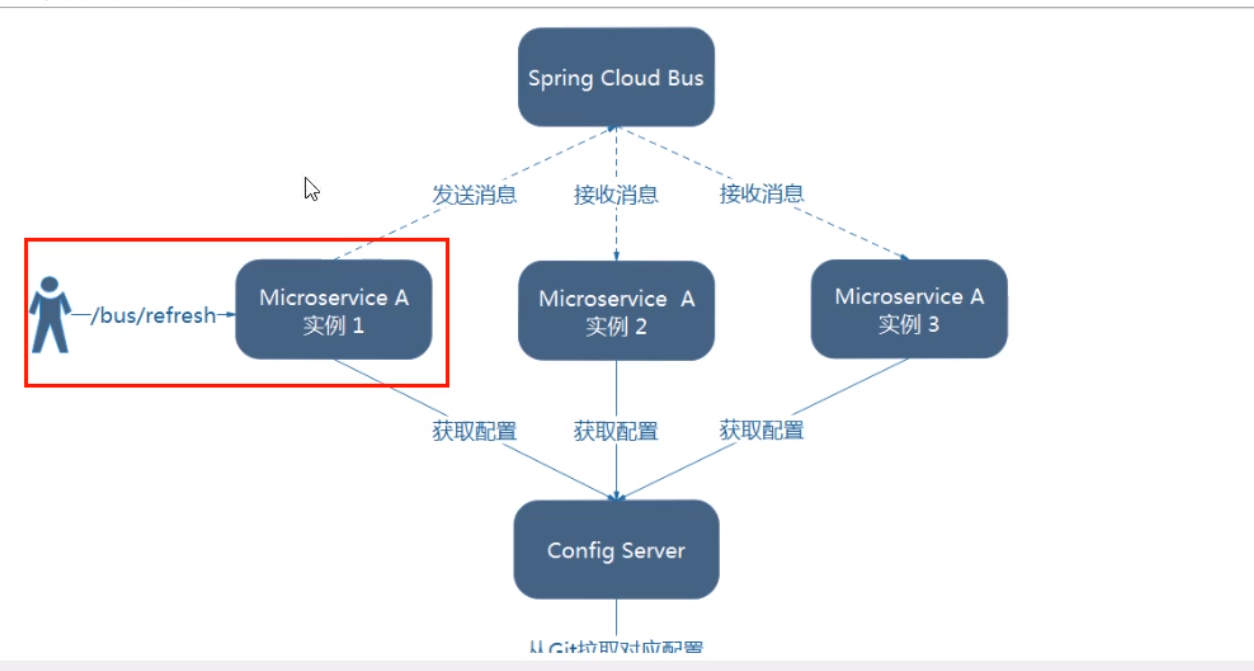 Spring Cloud Bus
发送消息
接收消息
接收消息
/bus/refresh
Microservice A
实例 1
Microservice A
实例 2
Microservice A
实例 3
获取配置
获取配置
获取配置
Config Server
从Git拉取对应配置